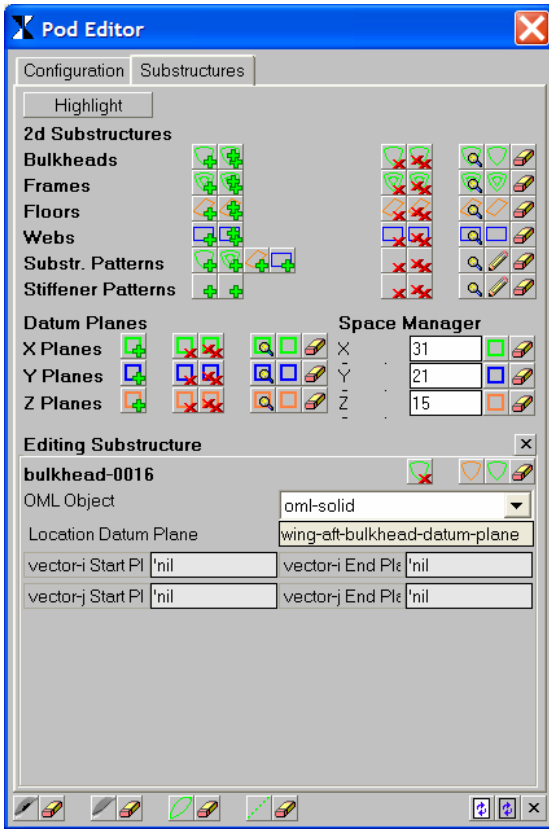 Pod Editor
Configuration Substructures
Highlight
2d Substructures
Bulkheads
Frames
Floors
Webs
Substr. Patterns
Stiffener Patterns
Datum Planes Space Manager
X Planes X 31
Y Planes Y 21
Z Planes Z 15
Editing Substructure
bulkhead-0016
OML Object oml-solid
Location Datum Plane wing-aft-bulkhead-datum-plane
vector-i Start Pl 'nil vector-i End Pla 'nil
vector-j Start Pl 'nil vector-j End Pla 'nil